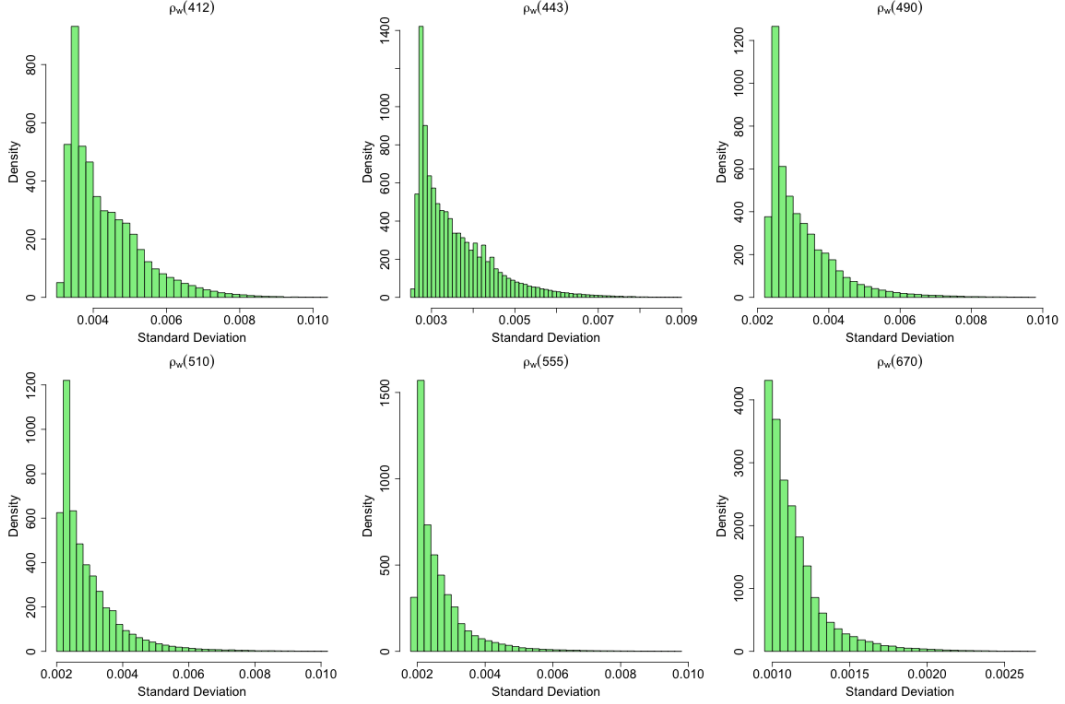 ρw(412)
Density
0 200 400 600 800
0.004 0.006 0.008 0.010
Standard Deviation
ρw(443)
Density
0 200 400 600 800 1000 1400
0.003 0.005 0.007 0.009
Standard Deviation
ρw(490)
Density
0 200 400 600 800 1000 1200
0.002 0.004 0.006 0.008 0.010
Standard Deviation
ρw(510)
Density
0 200 400 600 800 1000 1200
0.002 0.004 0.006 0.008 0.010
Standard Deviation
ρw(555)
Density
0 500 1000 1500
0.002 0.004 0.006 0.008
Standard Deviation
ρw(670)
Density
0 1000 2000 3000 4000
0.0010 0.0015 0.0020 0.0025
Standard Deviation